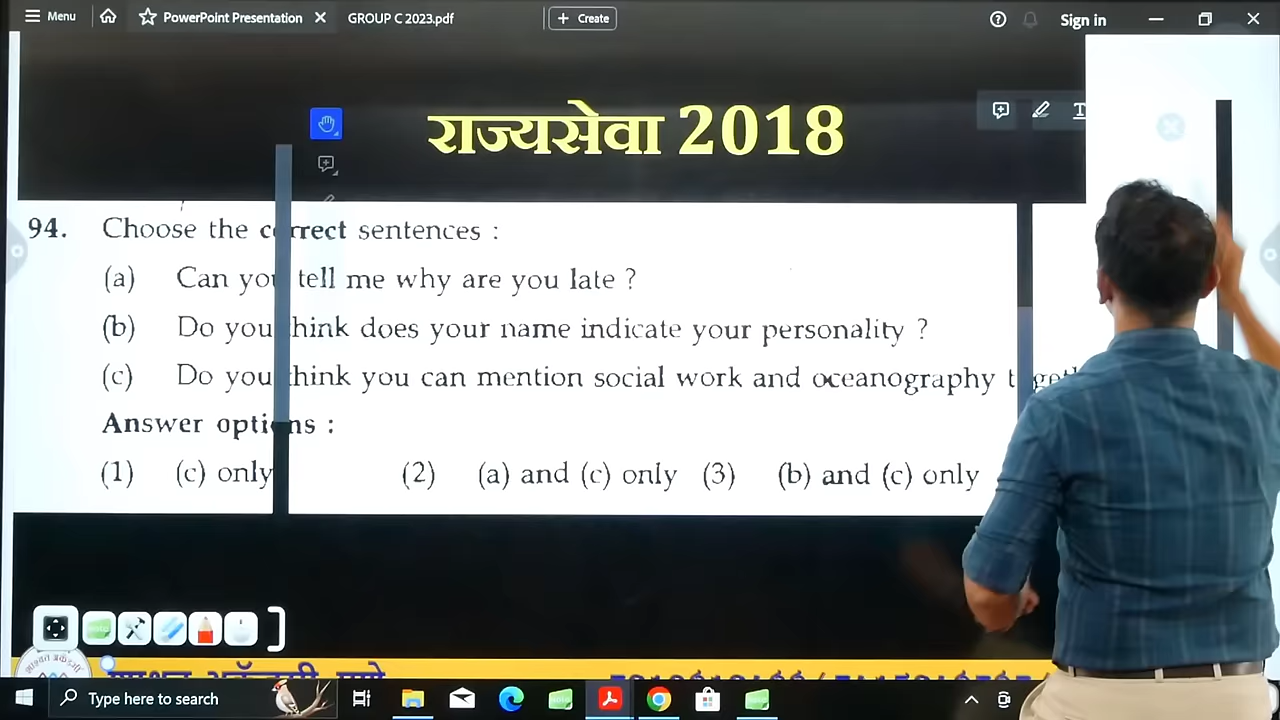 Menu PowerPoint Presentation GROUP C 2023.pdf Create Sign in
राज्यसेवा 2018
94. Choose the correct sentences :
(a) Can you tell me why are you late ?
(b) Do you think does your name indicate your personality ?
(c) Do you think you can mention social work and oceanography
Answer options :
(1) (c) only (2) (a) and (c) only (3) (b) and (c) only
Type here to search